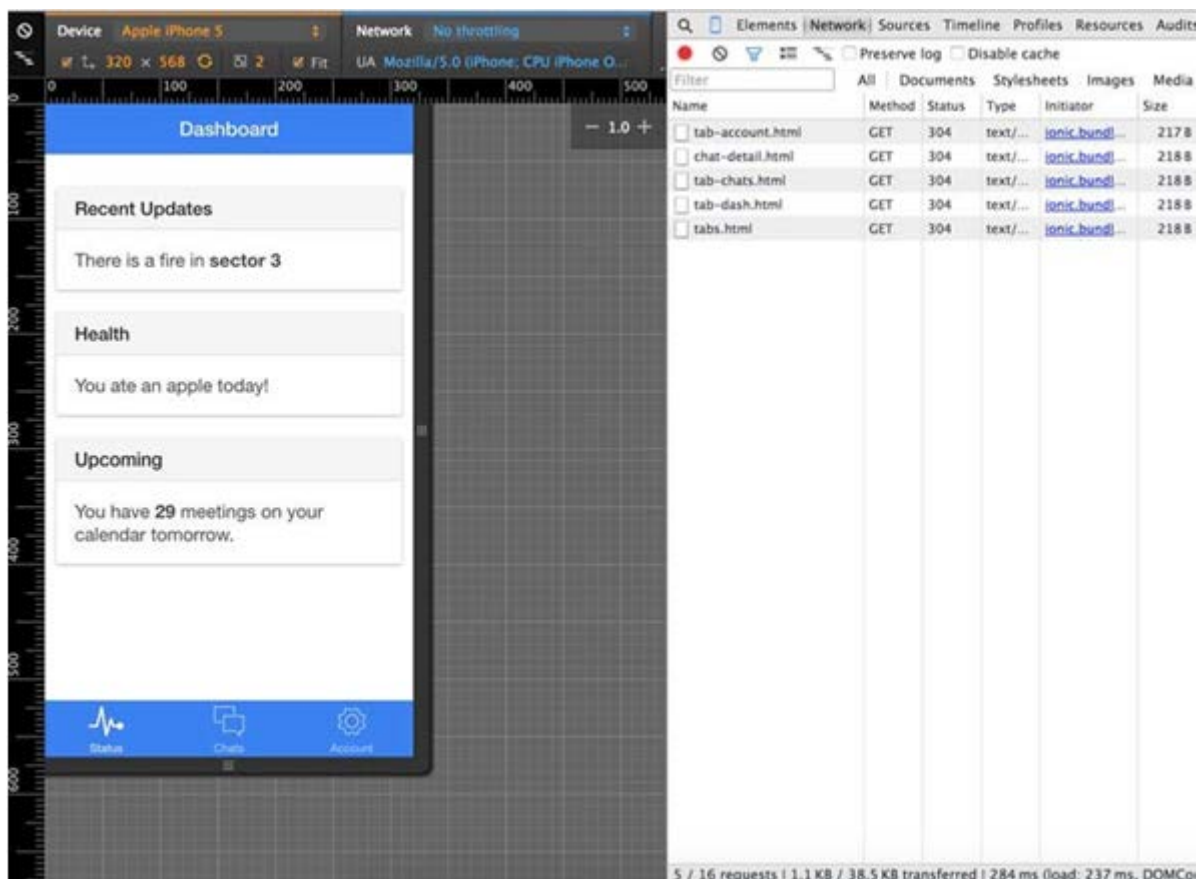 Device Apple iPhone 5 Network No throttling
320 × 568 2 Fit UA Mozilla/5.0 (iPhone; CPU iPhone O...
0 100 200 300 400 500
0
100
200
300
400
500
600
Dashboard
− 1.0 +
Recent Updates
There is a fire in sector 3
Health
You ate an apple today!
Upcoming
You have 29 meetings on your
calendar tomorrow.
Status Chats Account
Elements Network Sources Timeline Profiles Resources Audits
Preserve log Disable cache
Filter All Documents Stylesheets Images Media
Name Method Status Type Initiator Size
tab-account.html GET 304 text/... ionic.bundl... 217 B
chat-detail.html GET 304 text/... ionic.bundl... 218 B
tab-chats.html GET 304 text/... ionic.bundl... 218 B
tab-dash.html GET 304 text/... ionic.bundl... 218 B
tabs.html GET 304 text/... ionic.bundl... 218 B
5 / 16 requests | 1.1 KB / 38.5 KB transferred | 284 ms (load: 237 ms, DOMCo